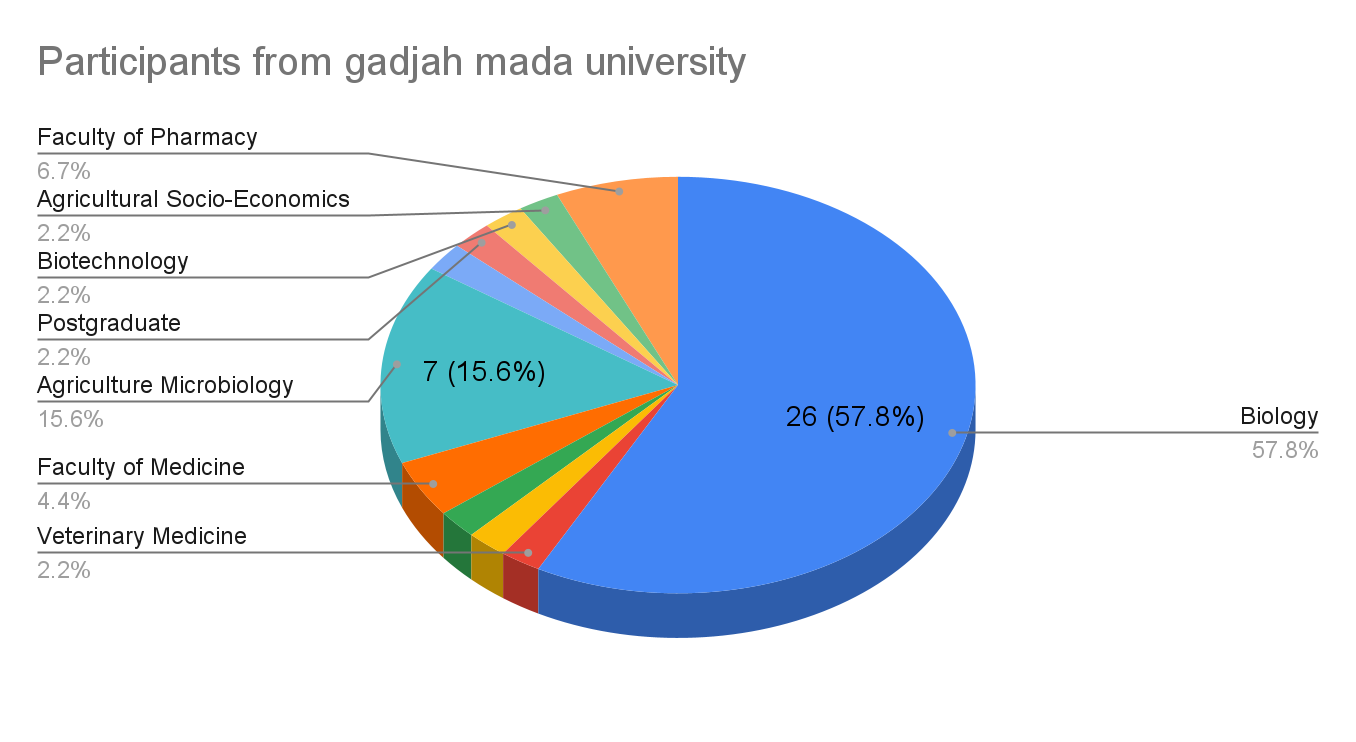 Participants from gadjah mada university
Faculty of Pharmacy
6.7%
Agricultural Socio-Economics
2.2%
Biotechnology
2.2%
Postgraduate
2.2%
Agriculture Microbiology
15.6%
Faculty of Medicine
4.4%
Veterinary Medicine
2.2%
7 (15.6%)
26 (57.8%)
Biology
57.8%